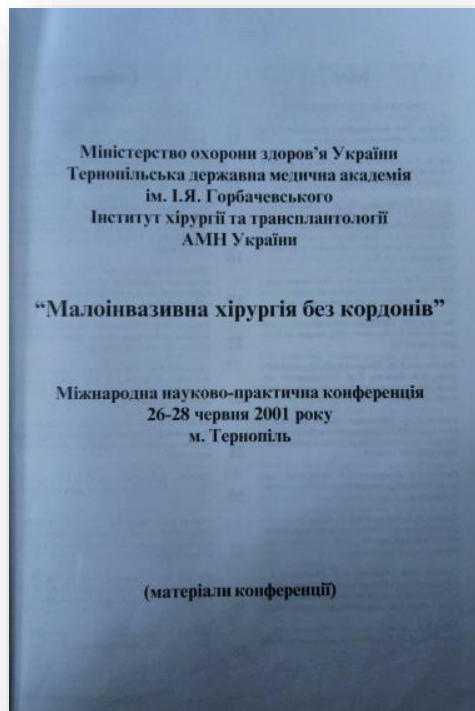 Міністерство охорони здоров’я України
Тернопільська державна медична академія
ім. І.Я. Горбачевського
Інститут хірургії та трансплантології
АМН України
“Малоінвазивна хірургія без кордонів”
Міжнародна науково-практична конференція
26-28 червня 2001 року
м. Тернопіль
(матеріали конференції)